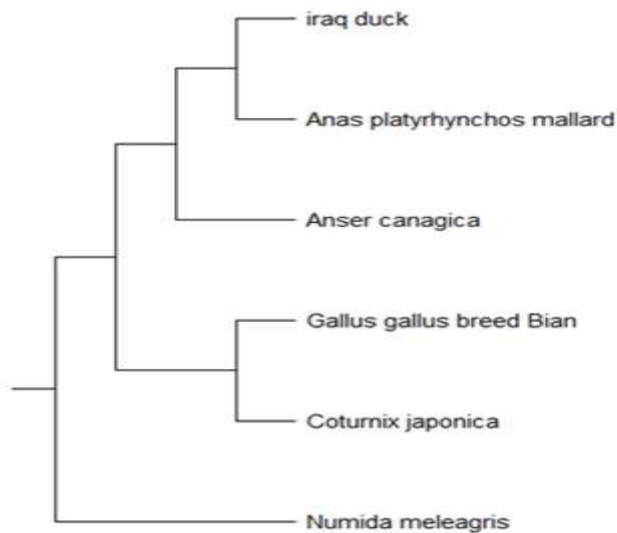 iraq duck
Anas platyrhynchos mallard
Anser canagica
Gallus gallus breed Bian
Coturnix japonica
Numida meleagris